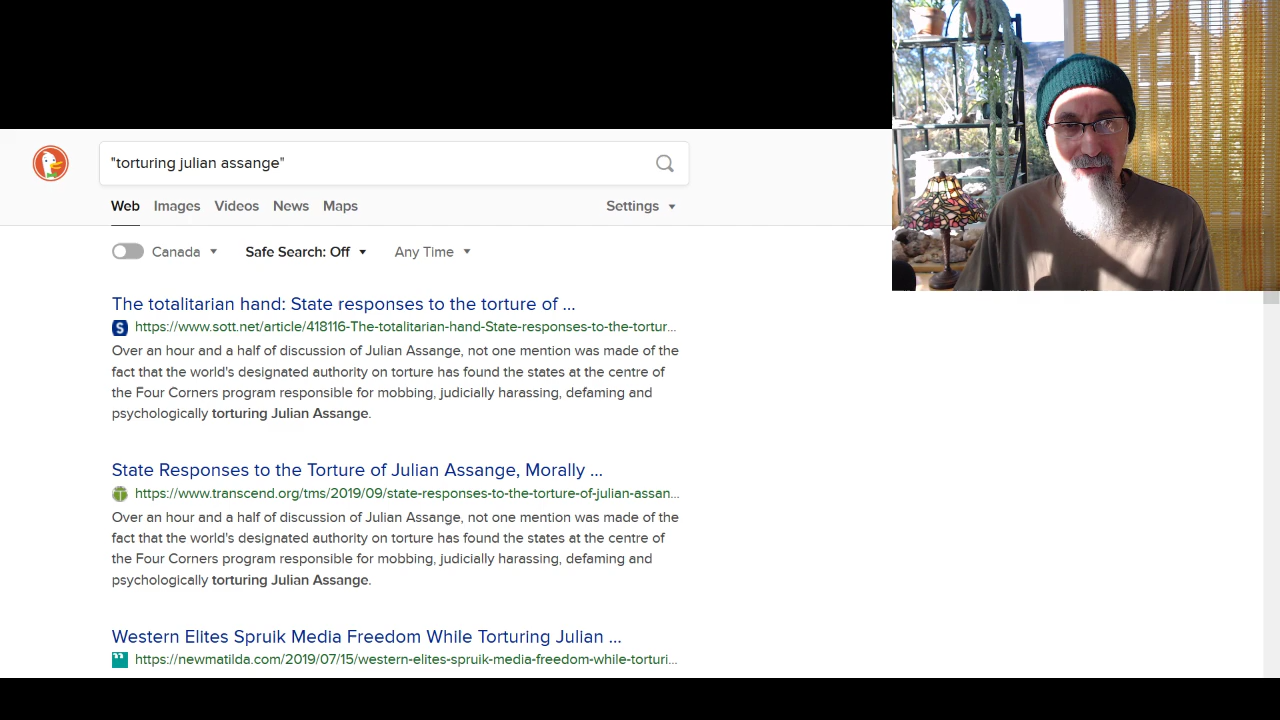 "torturing julian assange"
Web Images Videos News Maps Settings
Canada Safe Search: Off Any Time
The totalitarian hand: State responses to the torture of ...
https://www.sott.net/article/418116-The-totalitarian-hand-State-responses-to-the-tortur...
Over an hour and a half of discussion of Julian Assange, not one mention was made of the
fact that the world's designated authority on torture has found the states at the centre of
the Four Corners program responsible for mobbing, judicially harassing, defaming and
psychologically torturing Julian Assange.
State Responses to the Torture of Julian Assange, Morally ...
https://www.transcend.org/tms/2019/09/state-responses-to-the-torture-of-julian-assan...
Over an hour and a half of discussion of Julian Assange, not one mention was made of the
fact that the world's designated authority on torture has found the states at the centre of
the Four Corners program responsible for mobbing, judicially harassing, defaming and
psychologically torturing Julian Assange.
Western Elites Spruik Media Freedom While Torturing Julian ...
https://newmatilda.com/2019/07/15/western-elites-spruik-media-freedom-while-torturi...